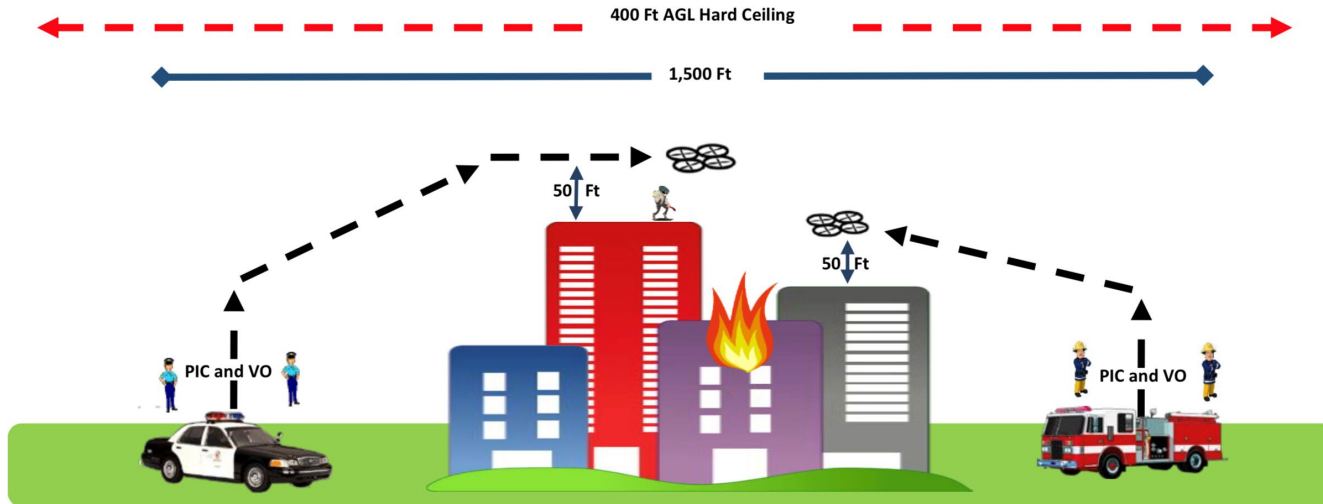 400 Ft AGL Hard Ceiling
1,500 Ft
50 Ft
50 Ft
PIC and VO
PIC and VO